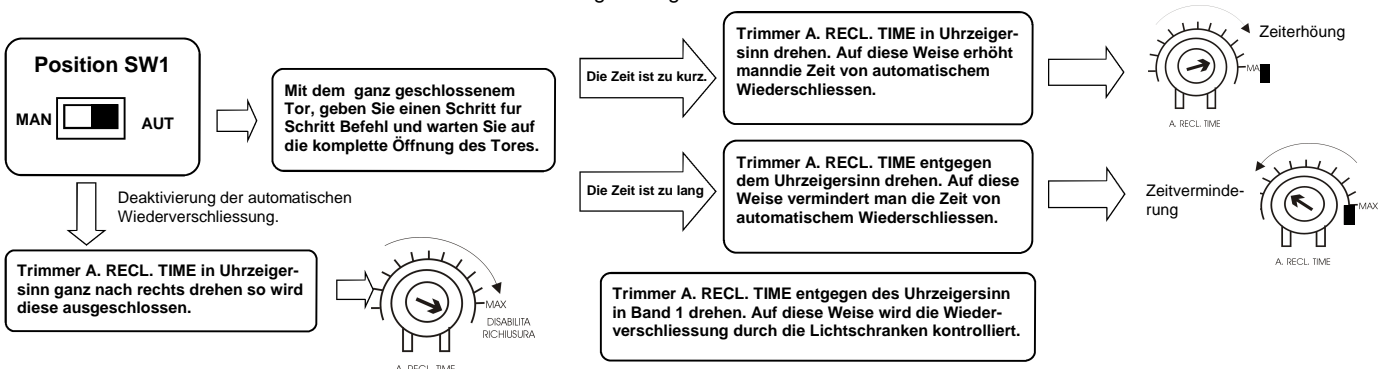 Position SW1
MAN
AUT
Mit dem ganz geschlossenem
Tor, geben Sie einen Schritt fur
Schritt Befehl und warten Sie auf
die komplette Öffnung des Tores.
Die Zeit ist zu kurz.
Trimmer A. RECL. TIME in Uhrzeiger-
sinn drehen. Auf diese Weise erhöht
manndie Zeit von automatischem
Wiederschliessen.
Zeiterhöung
MA
A. RECL. TIME
Die Zeit ist zu lang
Trimmer A. RECL. TIME entgegen
dem Uhrzeigersinn drehen. Auf diese
Weise vermindert man die Zeit von
automatischem Wiederschliessen.
Zeitverminde-
rung
MAX
A. RECL. TIME
Deaktivierung der automatischen
Wiederverschliessung.
Trimmer A. RECL. TIME in Uhrzeiger-
sinn ganz nach rechts drehen so wird
diese ausgeschlossen.
MAX
DISABILITA
RICHIUSURA
A. RECL. TIME
Trimmer A. RECL. TIME entgegen des Uhrzeigersinn
in Band 1 drehen. Auf diese Weise wird die Wieder-
verschliessung durch die Lichtschranken kontrolliert.